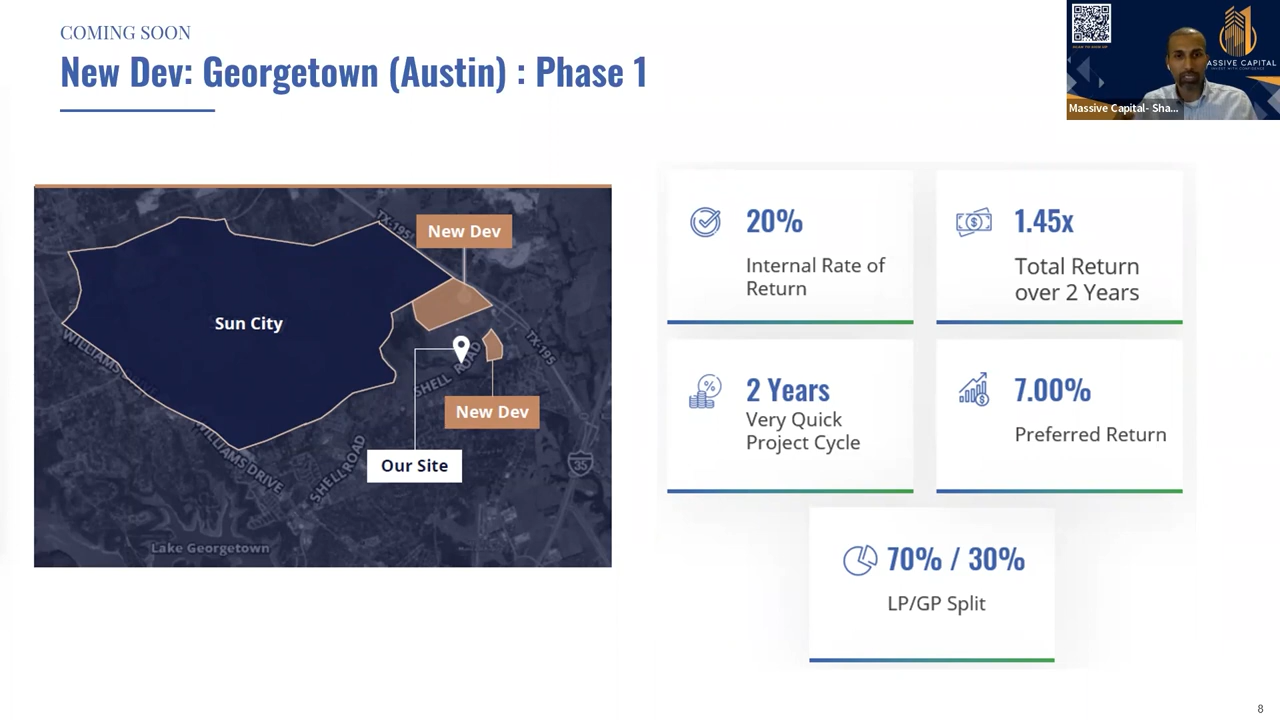 COMING SOON
New Dev: Georgetown (Austin) : Phase 1
ASSIVE CAPITAL
Massive Capital- Sha...
TX-195
New Dev
Sun City
WILLIAMS DRIVE
SHELL ROAD
TX-195
New Dev
WILLIAMS DRIVE
SHELL ROAD
Our Site
35
Lake Georgetown
20%
Internal Rate of
Return
1.45x
Total Return
over 2 Years
2 Years
Very Quick
Project Cycle
7.00%
Preferred Return
70% / 30%
LP/GP Split
8